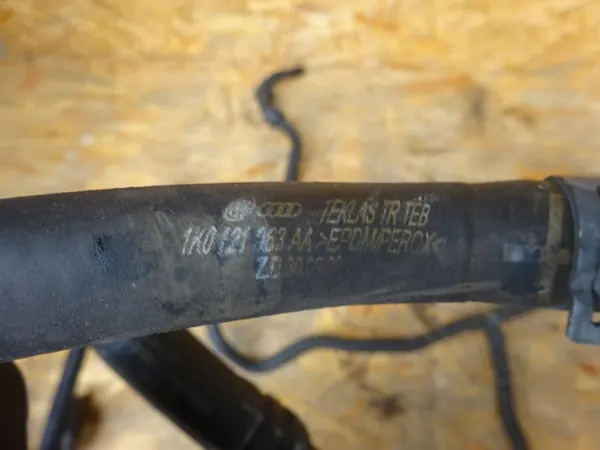 TEKLAS TR TEB
1K0 121 063 AA >EPDM/PEROX<
Z.D.